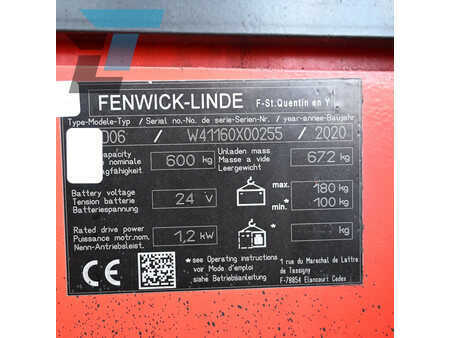 FENWICK-LINDE F-St.Quentin en Y
Type-Modele-Typ / Serial no.-No. de serie-Serien-Nr. / year-annee-Baujahr
D06 / W41160X00255 / 2020
capacity nominale fähigkeit 600 kg
Unladen mass Masse a vide Leergewicht 672 kg
Battery voltage
Tension batterie 24 V
Batteriespannung
max. 180 kg
min.* 100 kg
Rated drive power
Puissance motr.nom. 1,2 kW
Nenn-Antriebsleist.
* kg
* see Operating instructions
voir Mode d'emploi
siehe Betriebsanleitung
1 rue du Marechal de Lattre
de Tassigny
F-78854 Elancourt Cedex
CE